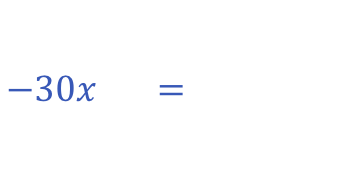 −30x =